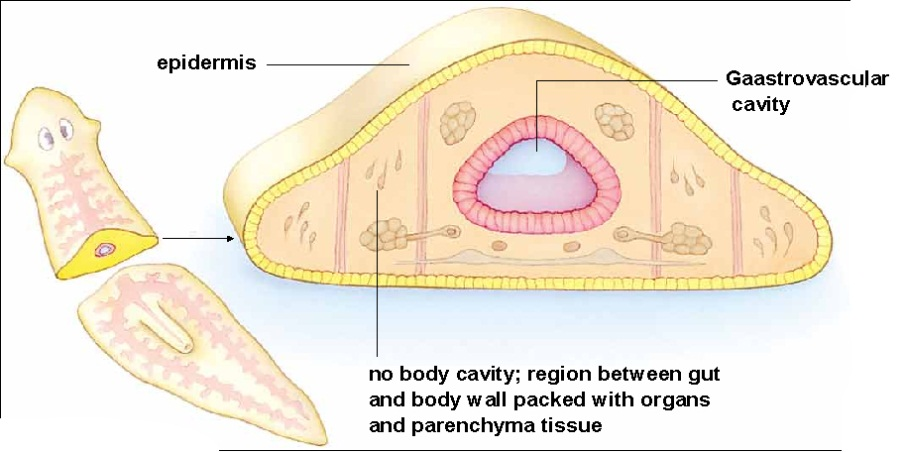 epidermis
Gaastrovascular
cavity
no body cavity; region between gut
and body wall packed with organs
and parenchyma tissue